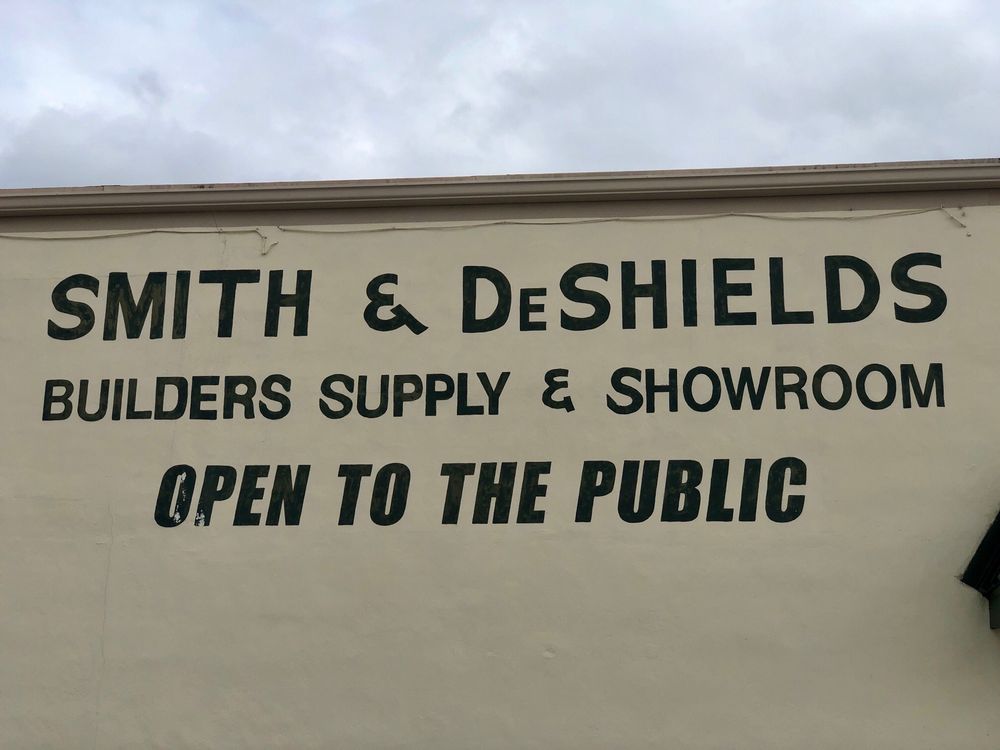 SMITH & DeSHIELDS
BUILDERS SUPPLY & SHOWROOM
OPEN TO THE PUBLIC